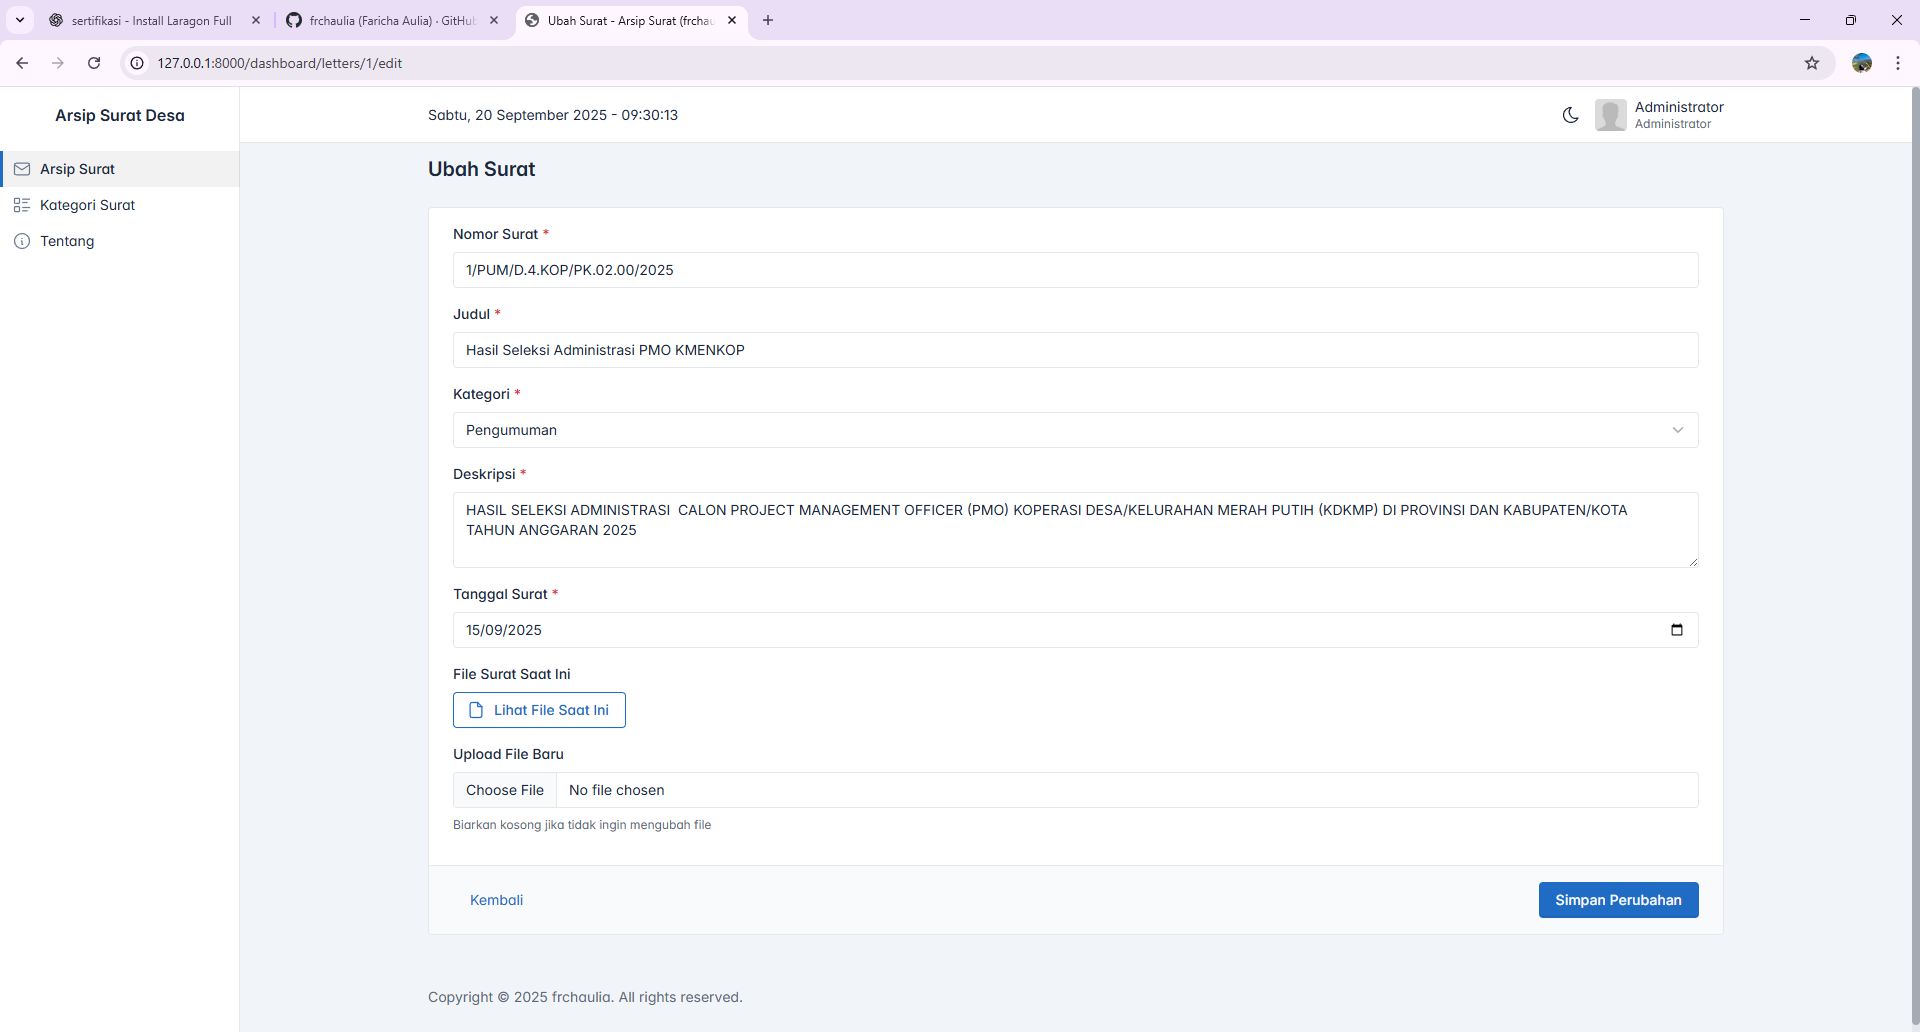 sertifikasi - Install Laragon Full
frchaulia (Faricha Aulia) · GitHub
Ubah Surat - Arsip Surat (frchau
127.0.0.1:8000/dashboard/letters/1/edit
Arsip Surat Desa
Sabtu, 20 September 2025 - 09:30:13
Administrator
Administrator
Arsip Surat
Kategori Surat
Tentang
Ubah Surat
Nomor Surat *
1/PUM/D.4.KOP/PK.02.00/2025
Judul *
Hasil Seleksi Administrasi PMO KMENKOP
Kategori *
Pengumuman
Deskripsi *
HASIL SELEKSI ADMINISTRASI  CALON PROJECT MANAGEMENT OFFICER (PMO) KOPERASI DESA/KELURAHAN MERAH PUTIH (KDKMP) DI PROVINSI DAN KABUPATEN/KOTA
TAHUN ANGGARAN 2025
Tanggal Surat *
15/09/2025
File Surat Saat Ini
Lihat File Saat Ini
Upload File Baru
Choose File
No file chosen
Biarkan kosong jika tidak ingin mengubah file
Kembali
Simpan Perubahan
Copyright © 2025 frchaulia. All rights reserved.